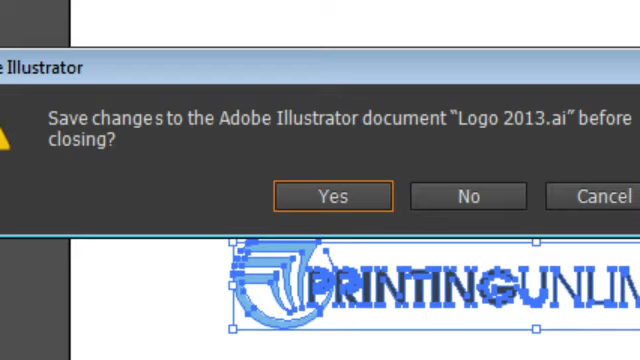 e Illustrator
Save changes to the Adobe Illustrator document “Logo 2013.ai” before
closing?
Yes No Cancel
PRINTINGUNLIM